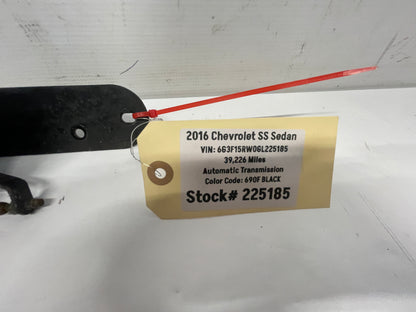 2016 Chevrolet SS Sedan
VIN: 6G3F15RW0GL225185
39,226 Miles
Automatic Transmission
Color Code: 690F BLACK
Stock# 225185